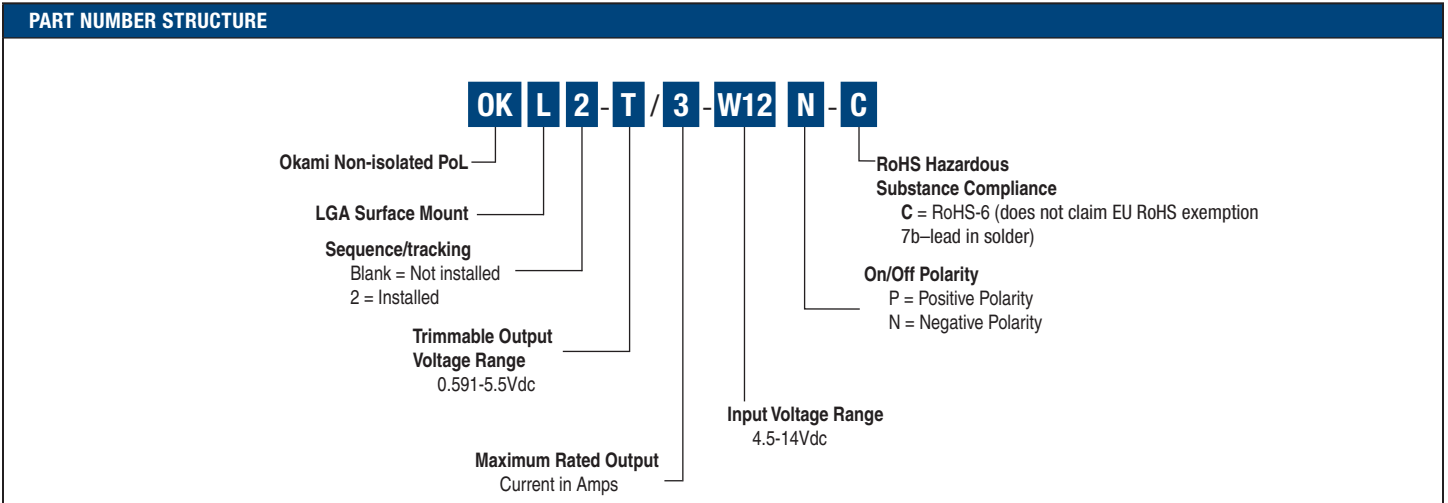 PART NUMBER STRUCTURE
OK L 2 - T / 3 - W12 N - C
Okami Non-isolated PoL
LGA Surface Mount
Sequence/tracking
Blank = Not installed
2 = Installed
Trimmable Output
Voltage Range
0.591-5.5Vdc
Maximum Rated Output
Current in Amps
Input Voltage Range
4.5-14Vdc
On/Off Polarity
P = Positive Polarity
N = Negative Polarity
RoHS Hazardous
Substance Compliance
C = RoHS-6 (does not claim EU RoHS exemption
7b–lead in solder)